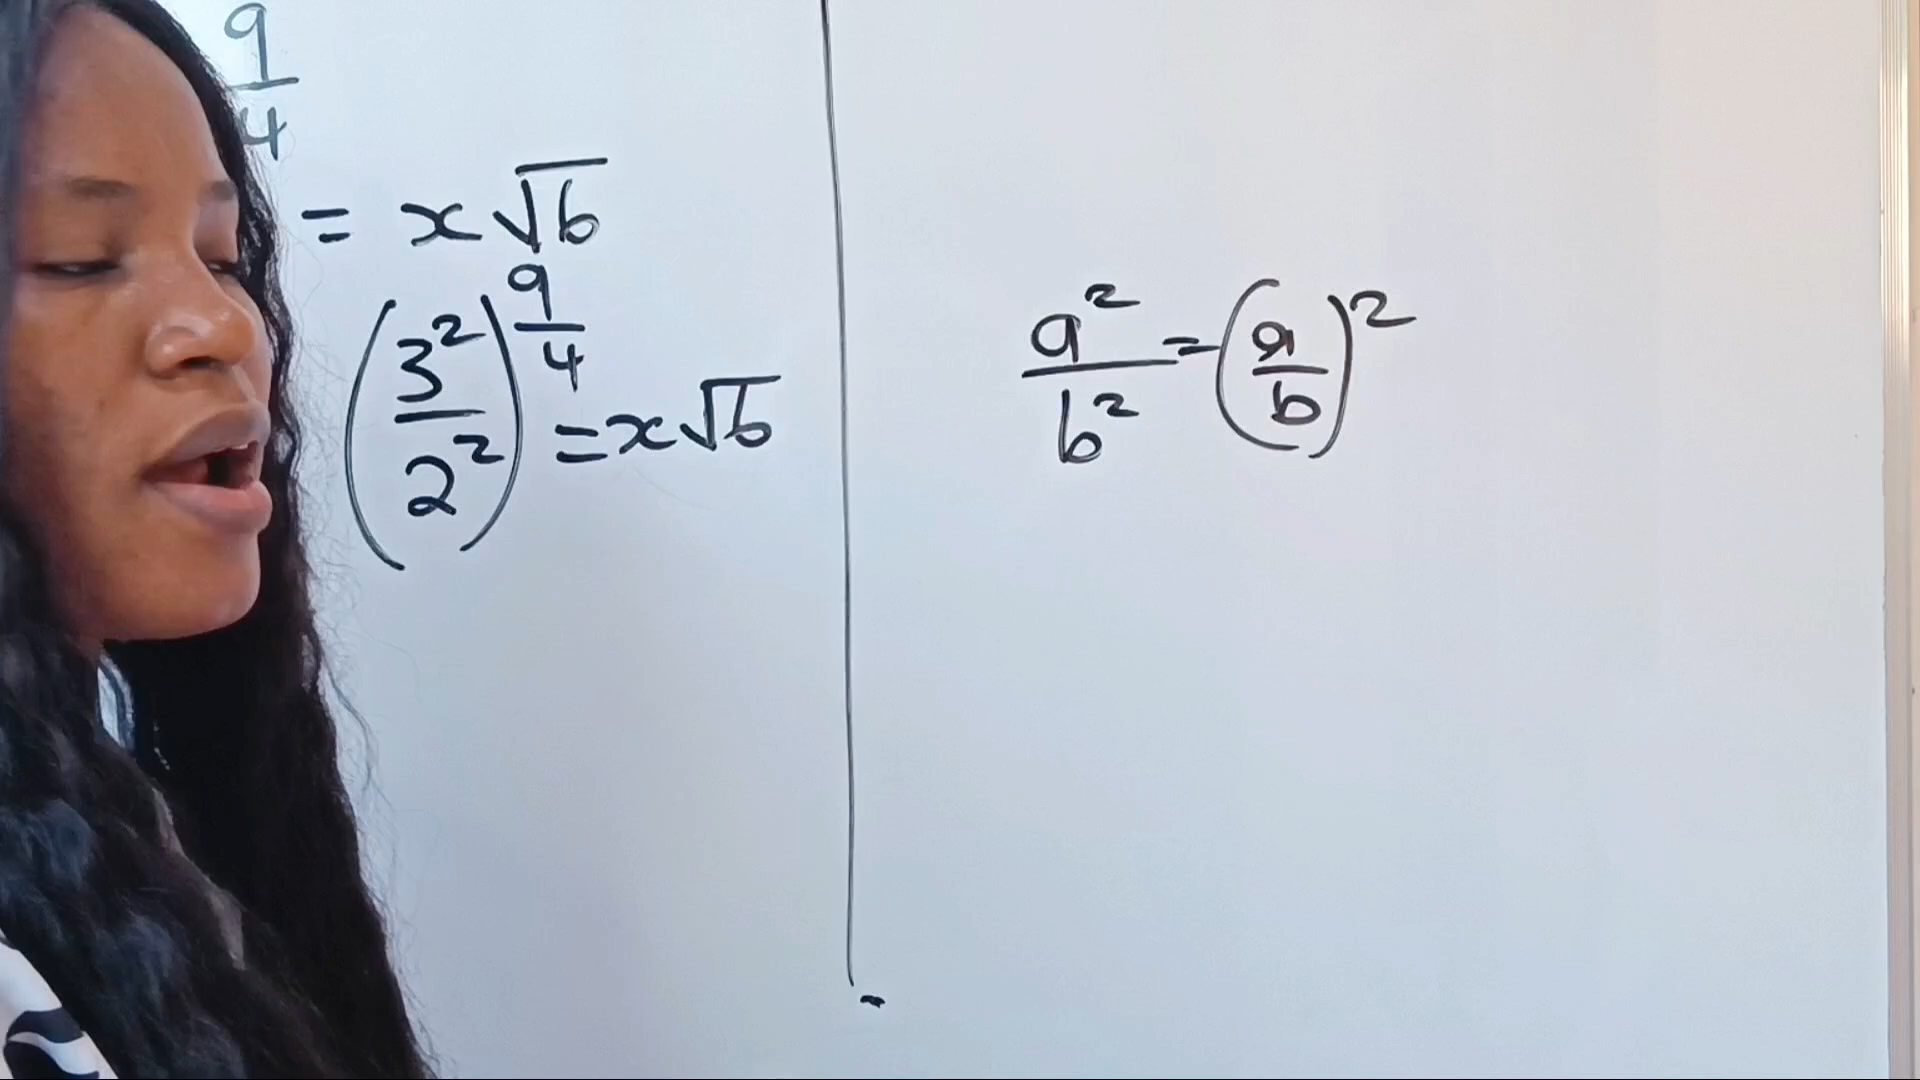 9/4
= x√6
(3²/2²)^(9/4) = x√6
a²/b² = (a/b)²